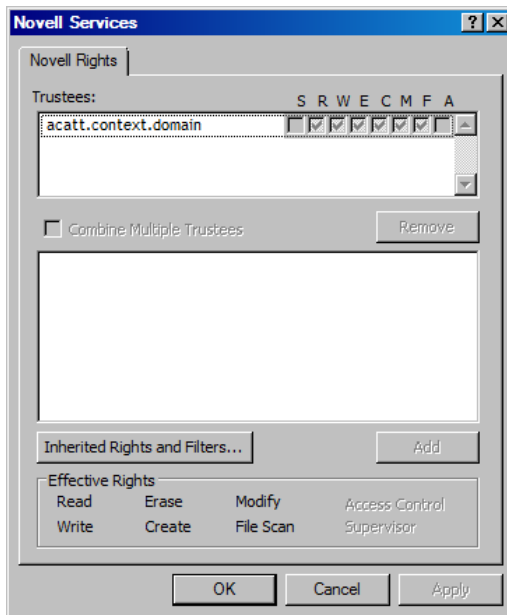 Novell Services
Novell Rights
Trustees: S R W E C M F A
acatt.context.domain
Combine Multiple Trustees Remove
Inherited Rights and Filters... Add
Effective Rights
Read Erase Modify Access Control
Write Create File Scan Supervisor
OK Cancel Apply